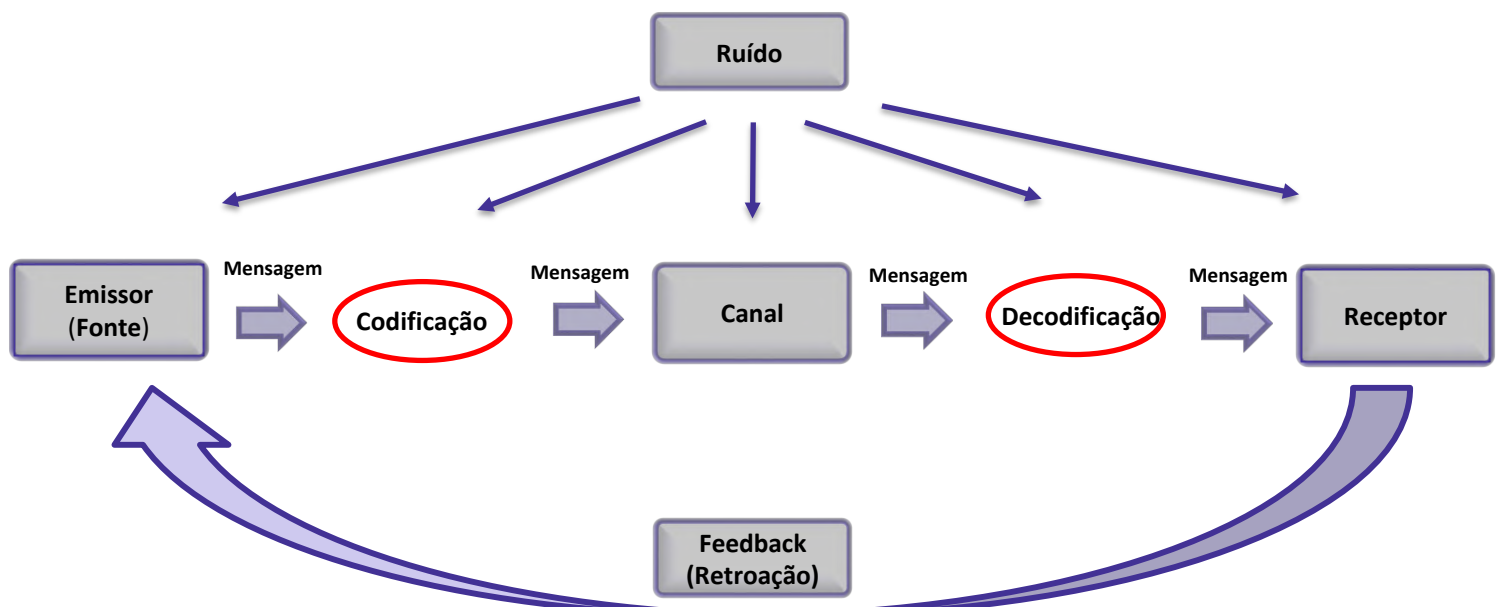 Ruído
Mensagem
Mensagem
Mensagem
Mensagem
Emissor
(Fonte)
Codificação
Canal
Decodificação
Receptor
Feedback
(Retroação)